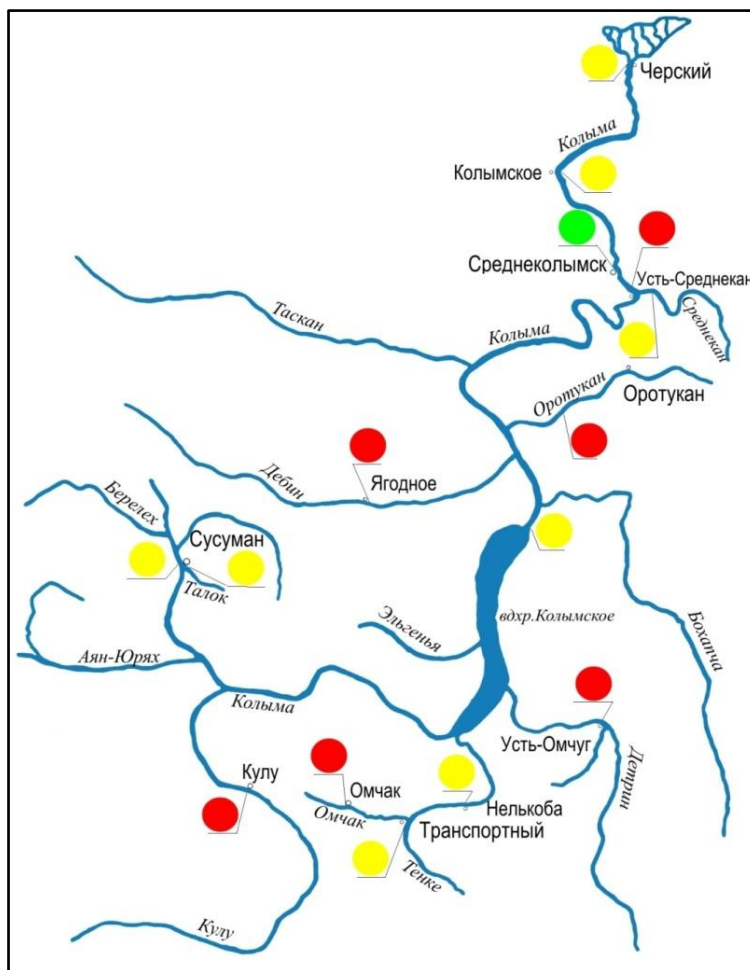 Черский
Колыма
Колымское
Среднеколымск
Усть-Среднекан
Среднекан
Таскан
Колыма
Оротукан
Оротукан
Дебин
Ягодное
Берелех
Сусуман
Талок
Эльгенья
вдхр.Колымское
Бохапча
Аян-Юрях
Колыма
Усть-Омчуг
Детрин
Кулу
Омчак
Омчак
Нелькоба
Транспортный
Тенке
Кулу